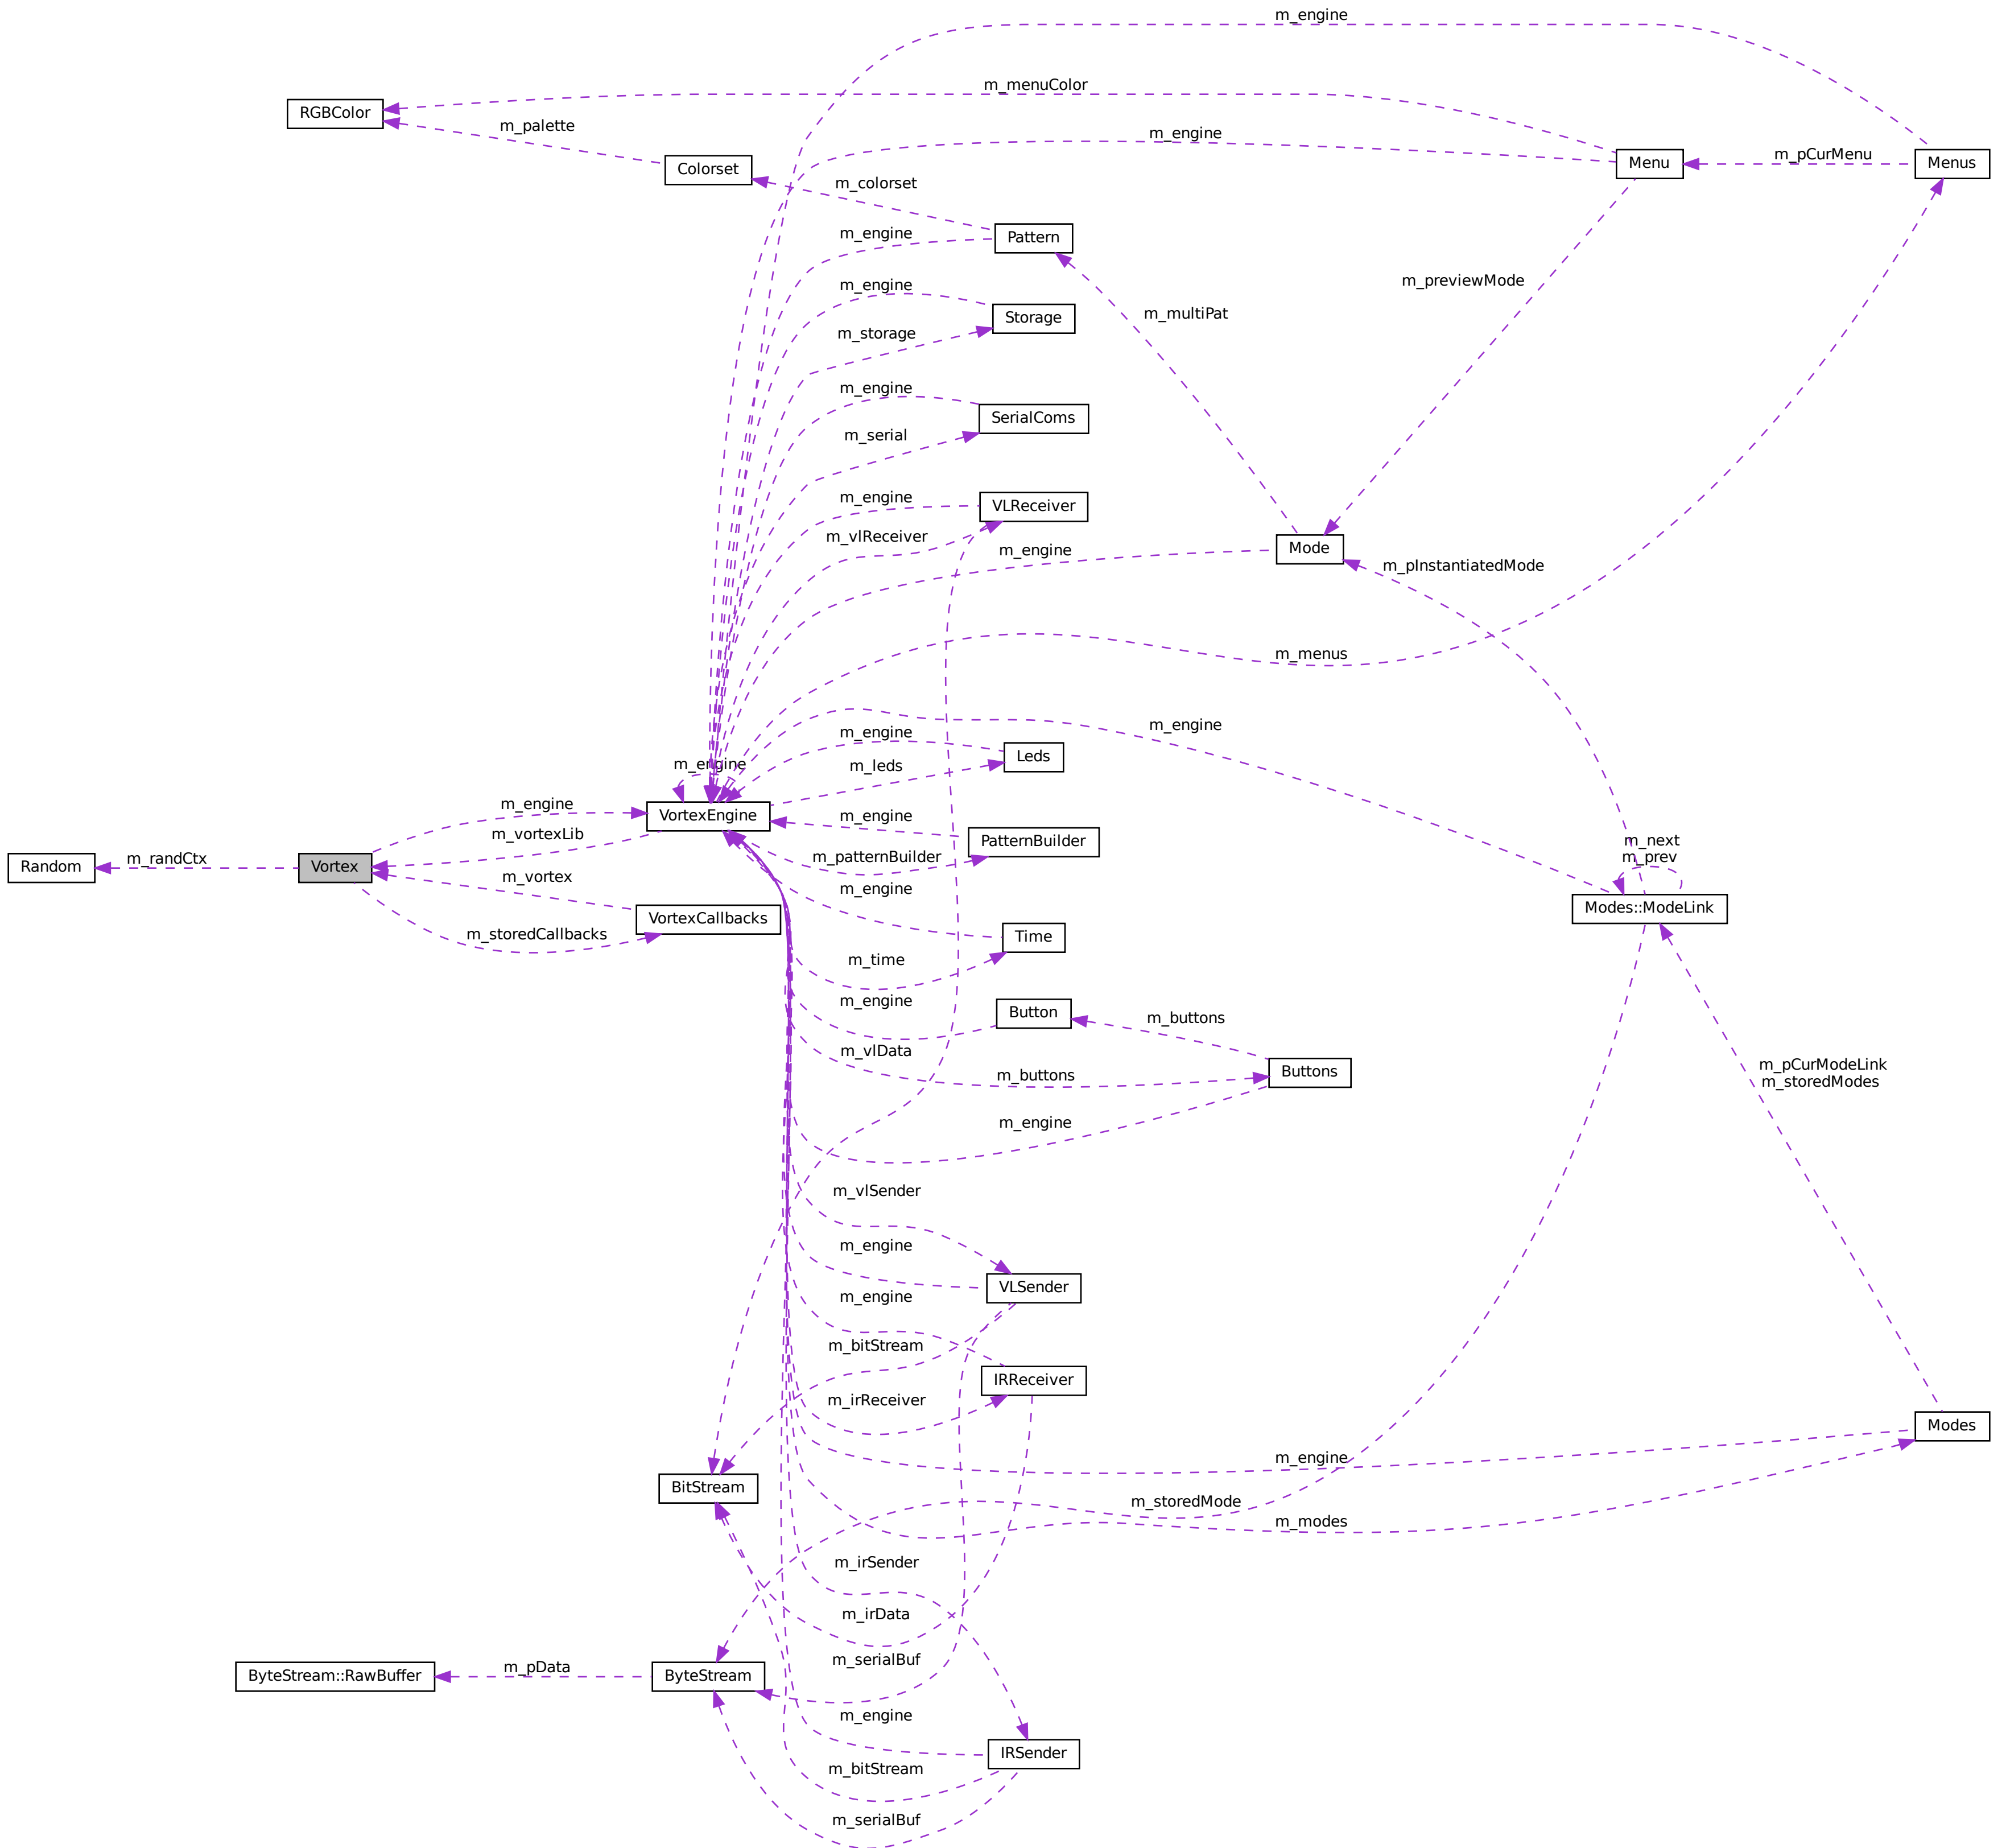 m_engine
m_menuColor
RGBColor
m_palette
m_engine
Colorset
Menu
m_pCurMenu
Menus
m_colorset
m_engine
Pattern
m_previewMode
m_engine
Storage
m_multiPat
m_storage
m_engine
SerialComs
m_serial
m_engine
VLReceiver
m_vlReceiver
m_engine
Mode
m_pInstantiatedMode
m_menus
m_engine
m_engine
Leds
m_engine
m_leds
m_engine
VortexEngine
m_engine
m_vortexLib
PatternBuilder
m_next
m_prev
m_patternBuilder
Random
m_randCtx
Vortex
m_vortex
m_engine
Modes::ModeLink
VortexCallbacks
m_storedCallbacks
Time
m_time
m_engine
Button
m_buttons
m_vlData
m_buttons
Buttons
m_pCurModeLink
m_storedModes
m_engine
m_vlSender
m_engine
VLSender
m_engine
m_bitStream
IRReceiver
m_irReceiver
Modes
m_engine
BitStream
m_storedMode
m_modes
m_irSender
m_irData
m_serialBuf
ByteStream::RawBuffer
m_pData
ByteStream
m_engine
IRSender
m_bitStream
m_serialBuf